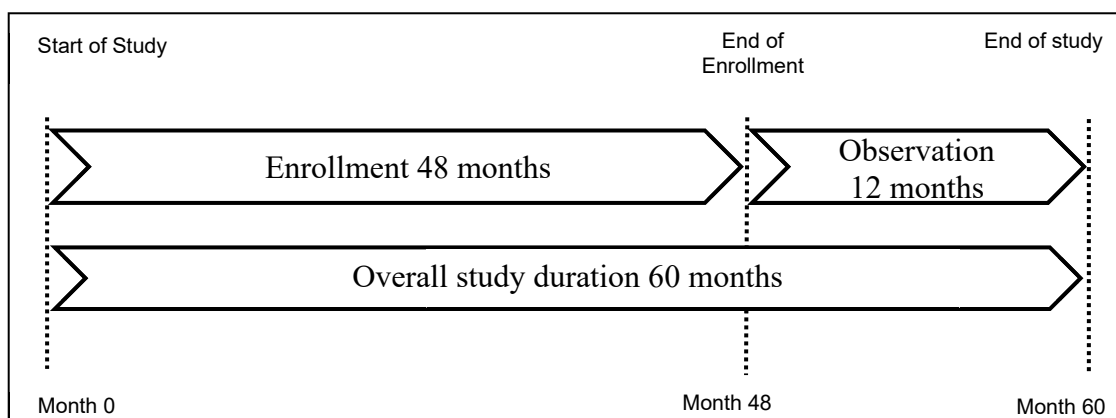 Start of Study
End of
Enrollment
End of study
Enrollment 48 months
Observation
12 months
Overall study duration 60 months
Month 0
Month 48
Month 60